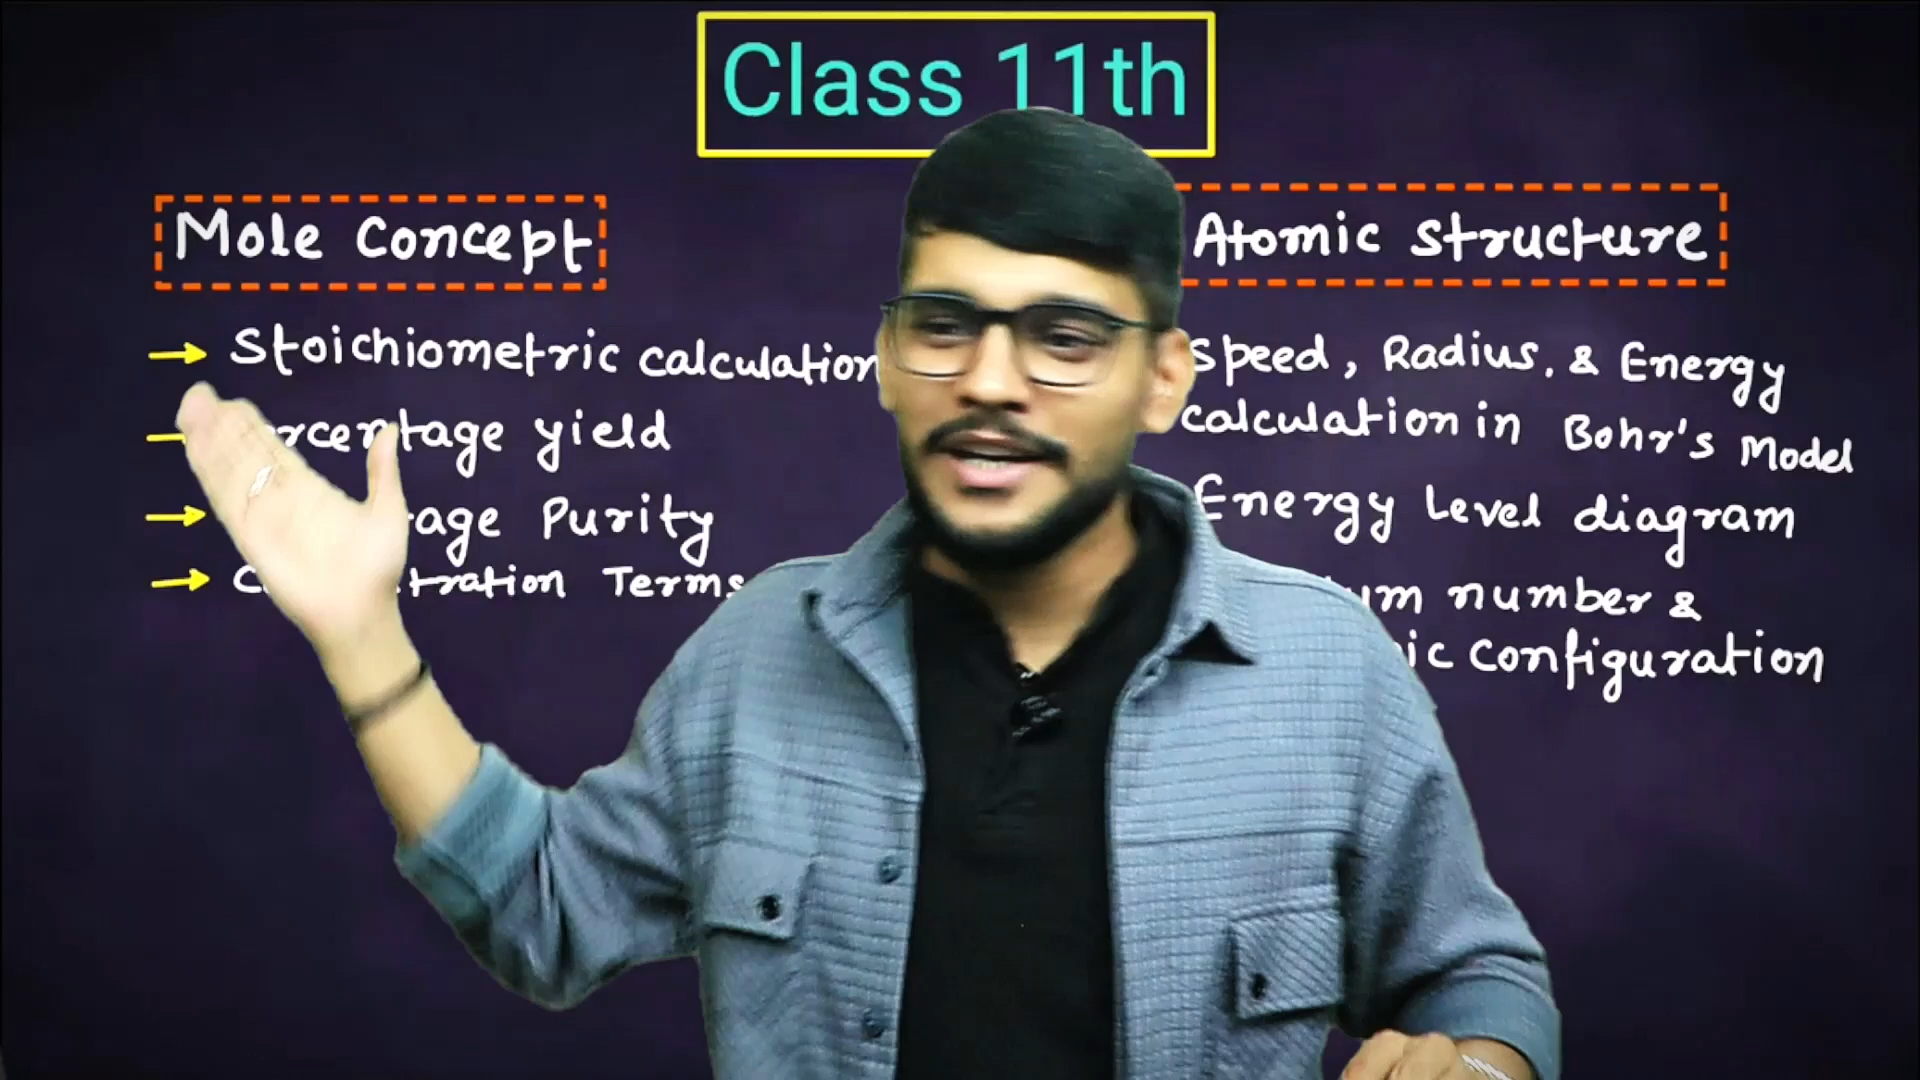 Class 11th
Mole Concept
Stoichiometric calculation
yield
Purity
Terms
Atomic structure
Speed, Radius, & Energy
calculation in Bohr's Model
Energy Level diagram
number &
configuration